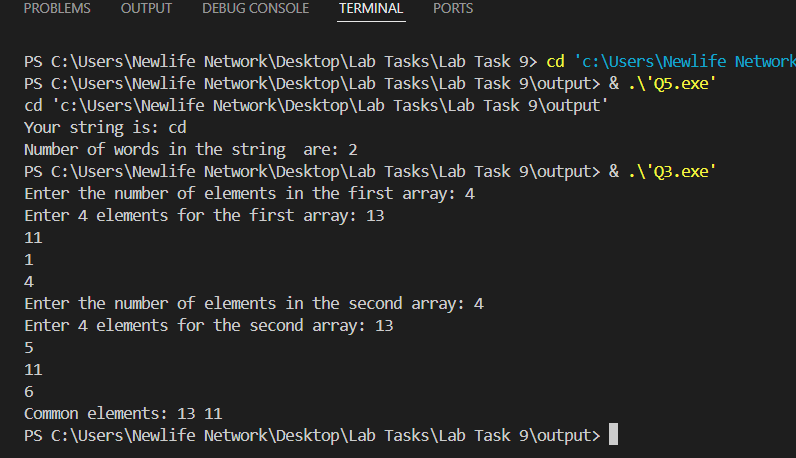 PROBLEMS OUTPUT DEBUG CONSOLE TERMINAL PORTS
PS C:\Users\Newlife Network\Desktop\Lab Tasks\Lab Task 9> cd 'c:\Users\Newlife Network
PS C:\Users\Newlife Network\Desktop\Lab Tasks\Lab Task 9\output> & .\'Q5.exe'
cd 'c:\Users\Newlife Network\Desktop\Lab Tasks\Lab Task 9\output'
Your string is: cd
Number of words in the string  are: 2
PS C:\Users\Newlife Network\Desktop\Lab Tasks\Lab Task 9\output> & .\'Q3.exe'
Enter the number of elements in the first array: 4
Enter 4 elements for the first array: 13
11
1
4
Enter the number of elements in the second array: 4
Enter 4 elements for the second array: 13
5
11
6
Common elements: 13 11
PS C:\Users\Newlife Network\Desktop\Lab Tasks\Lab Task 9\output>